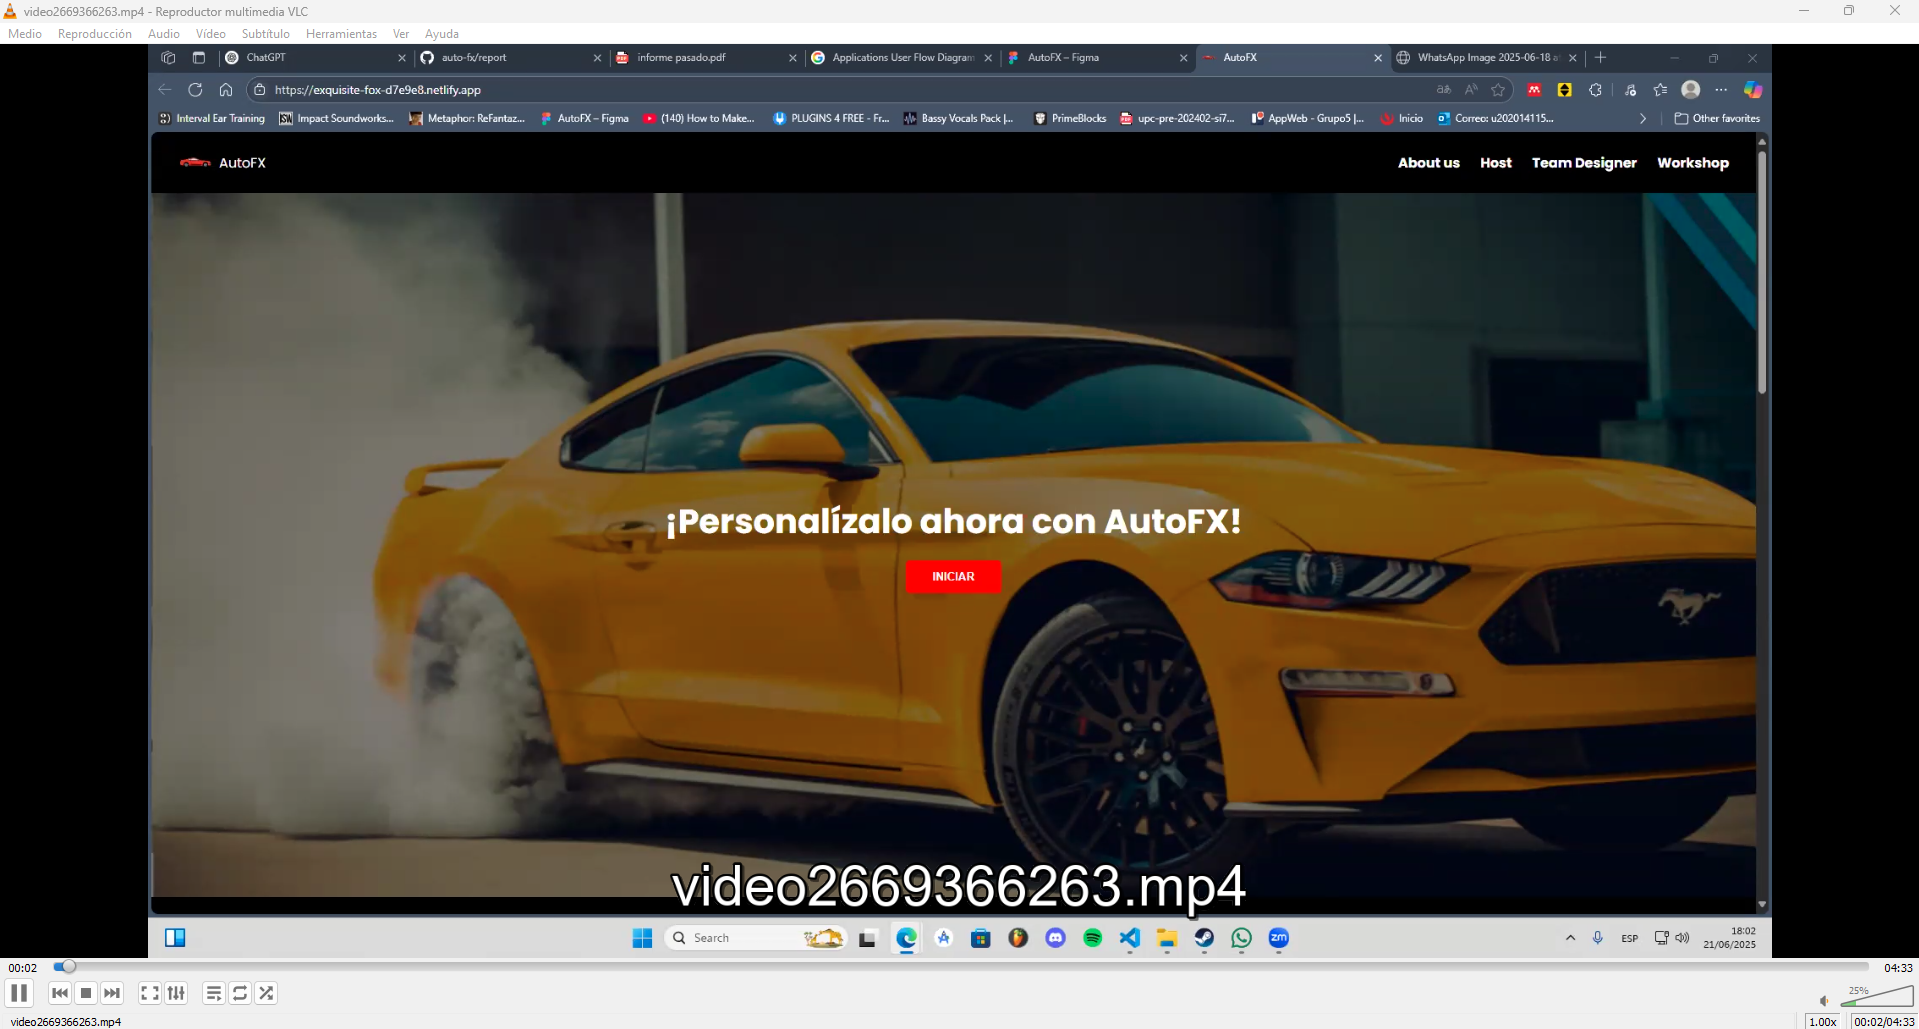 video2669366263.mp4 - Reproductor multimedia VLC
Medio Reproducción Audio Vídeo Subtítulo Herramientas Ver Ayuda
ChatGPT auto-fx/report informe pasado.pdf Applications User Flow Diagram AutoFX – Figma AutoFX WhatsApp Image 2025-06-18 a
https://exquisite-fox-d7e9e8.netlify.app
Interval Ear Training Impact Soundworks... Metaphor: ReFantaz... AutoFX – Figma (140) How to Make... PLUGINS 4 FREE - Fr... Bassy Vocals Pack |... PrimeBlocks upc-pre-202402-si7... AppWeb - Grupo5 |... Inicio Correo: u202014115... Other favorites
AutoFX About us Host Team Designer Workshop
¡Personalízalo ahora con AutoFX!
INICIAR
video2669366263.mp4
Search zm ESP 18:02
21/06/2025
00:02 04:33
25%
video2669366263.mp4 1.00x 00:02/04:33